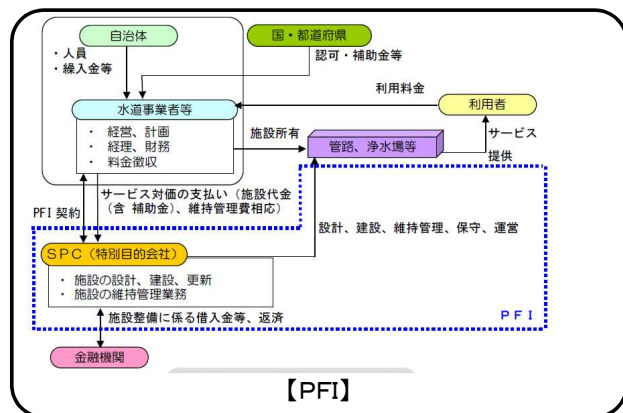 自治体
国・都道府県
・人員
・繰入金等
認可・補助金等
利用料金
水道事業者等
利用者
・ 経営、計画
・ 経理、財務
・ 料金徴収
施設所有
管路、浄水場等
サービス
提供
サービス対価の支払い（施設代金
（含 補助金）、維持管理費相応）
PFI 契約
設計、建設、維持管理、保守、運営
SPC（特別目的会社）
・ 施設の設計、建設、更新
・ 施設の維持管理業務
PFI
施設整備に係る借入金等、返済
金融機関
【PFI】